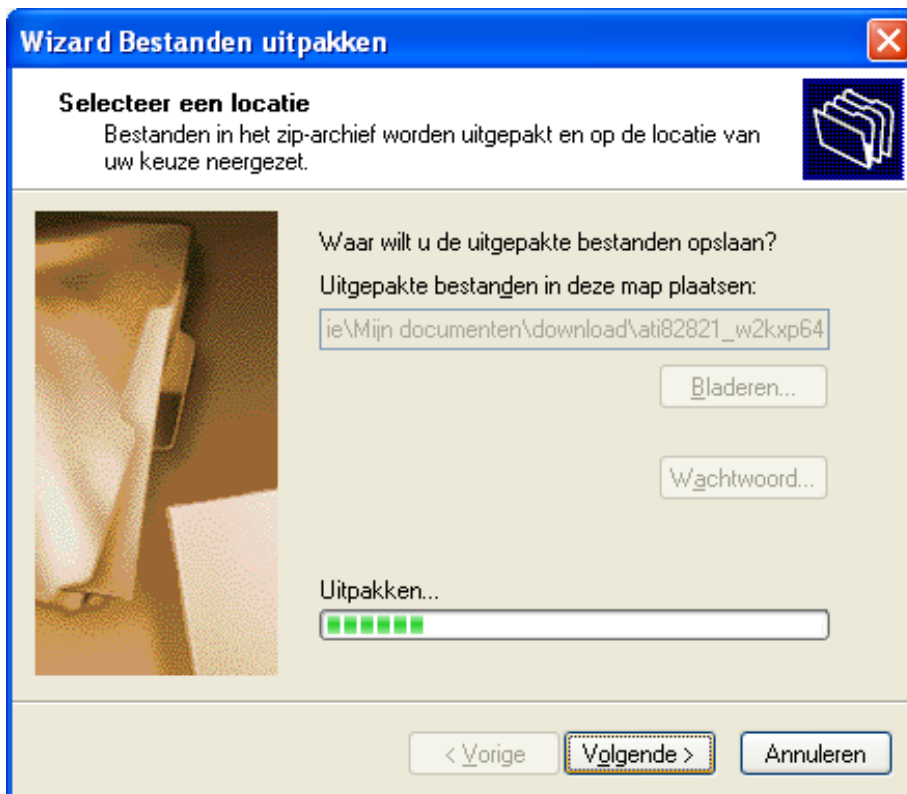 Wizard Bestanden uitpakken
Selecteer een locatie
Bestanden in het zip-archief worden uitgepakt en op de locatie van
uw keuze neergezet.
Waar wilt u de uitgepakte bestanden opslaan?
Uitgepakte bestanden in deze map plaatsen:
ie\Mijn documenten\download\ati82821_w2kxp64
Bladeren...
Wachtwoord...
Uitpakken...
< Vorige
Volgende >
Annuleren